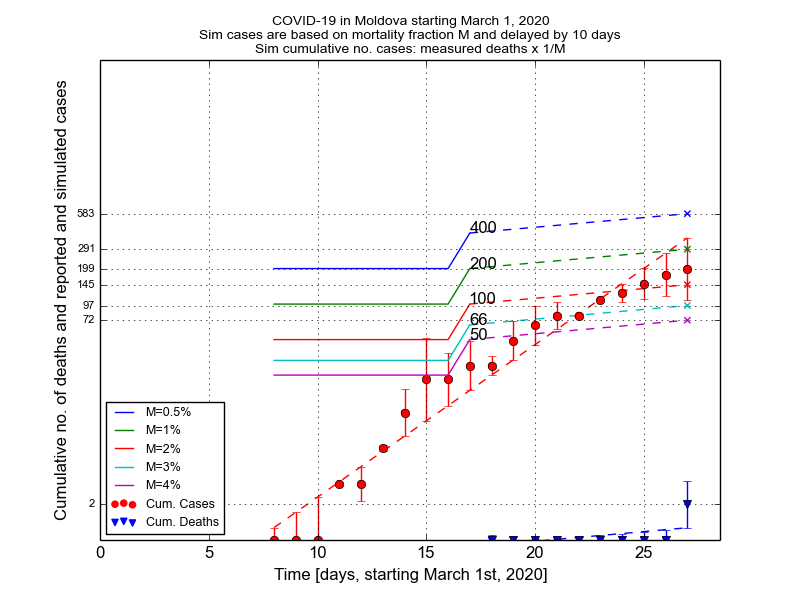 COVID-19 in Moldova starting March 1, 2020
Sim cases are based on mortality fraction M and delayed by 10 days
Sim cumulative no. cases: measured deaths x 1/M
Cumulative no. of deaths and reported and simulated cases
583
291
199
145
97
72
2
400
200
100
66
50
M=0.5%
M=1%
M=2%
M=3%
M=4%
Cum. Cases
Cum. Deaths
0
5
10
15
20
25
Time [days, starting March 1st, 2020]